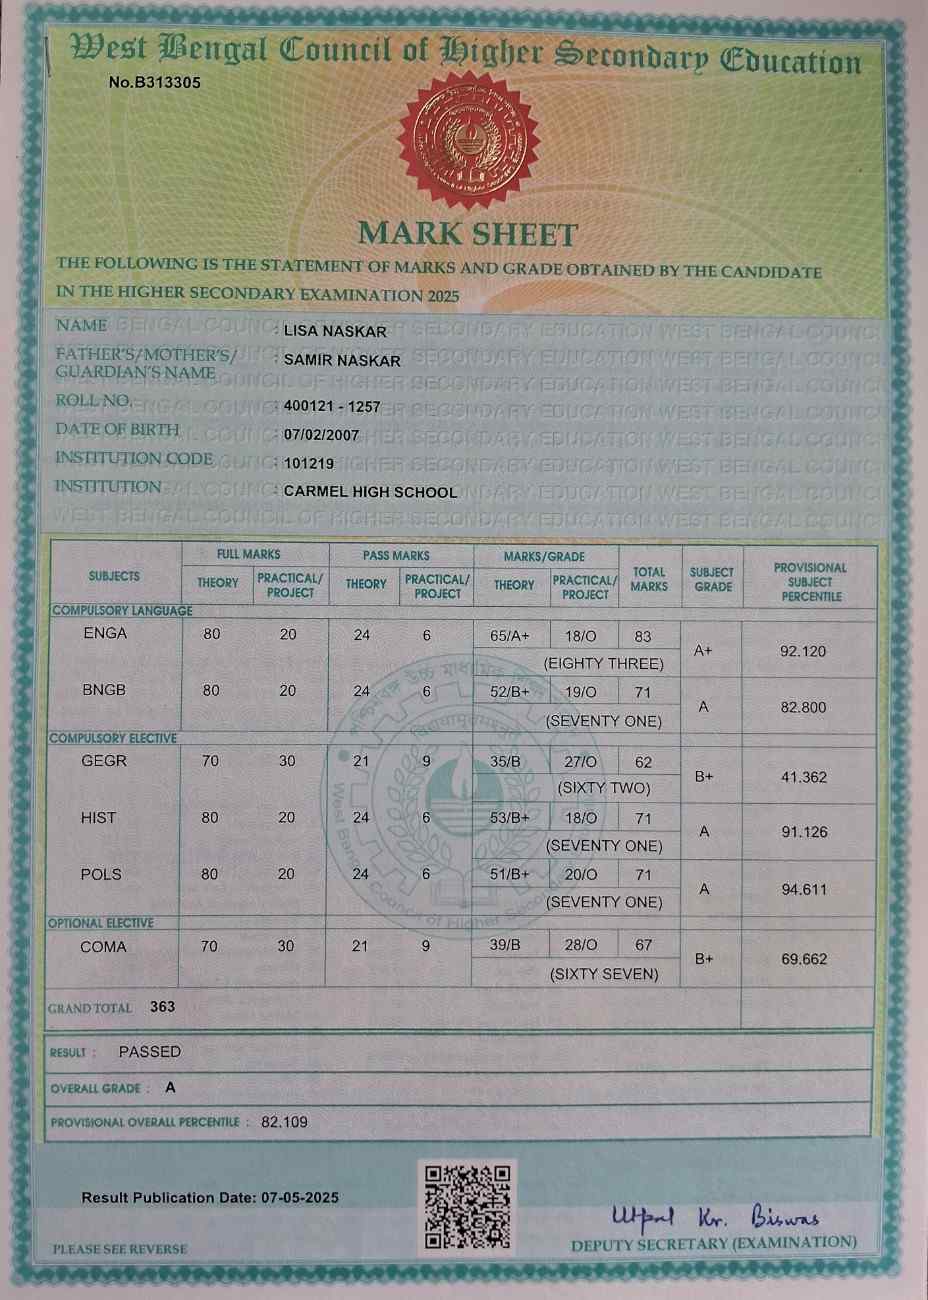 West Bengal Council of Higher Secondary Education
No.B313305
MARK SHEET
THE FOLLOWING IS THE STATEMENT OF MARKS AND GRADE OBTAINED BY THE CANDIDATE
IN THE HIGHER SECONDARY EXAMINATION 2025
NAME : LISA NASKAR
FATHER'S/MOTHER'S/
GUARDIAN'S NAME : SAMIR NASKAR
ROLL NO. : 400121 - 1257
DATE OF BIRTH : 07/02/2007
INSTITUTION CODE : 101219
INSTITUTION : CARMEL HIGH SCHOOL
SUBJECTS FULL MARKS PASS MARKS MARKS/GRADE TOTAL MARKS SUBJECT GRADE PROVISIONAL SUBJECT PERCENTILE
THEORY PRACTICAL/PROJECT THEORY PRACTICAL/PROJECT THEORY PRACTICAL/PROJECT
COMPULSORY LANGUAGE
ENGA 80 20 24 6 65/A+ 18/O 83 A+ 92.120
(EIGHTY THREE)
BNGB 80 20 24 6 52/B+ 19/O 71 A 82.800
(SEVENTY ONE)
COMPULSORY ELECTIVE
GEGR 70 30 21 9 35/B 27/O 62 B+ 41.362
(SIXTY TWO)
HIST 80 20 24 6 53/B+ 18/O 71 A 91.126
(SEVENTY ONE)
POLS 80 20 24 6 51/B+ 20/O 71 A 94.611
(SEVENTY ONE)
OPTIONAL ELECTIVE
COMA 70 30 21 9 39/B 28/O 67 B+ 69.662
(SIXTY SEVEN)
GRAND TOTAL 363
RESULT : PASSED
OVERALL GRADE : A
PROVISIONAL OVERALL PERCENTILE : 82.109
Result Publication Date: 07-05-2025
Utpal Kr. Biswas
PLEASE SEE REVERSE
DEPUTY SECRETARY (EXAMINATION)